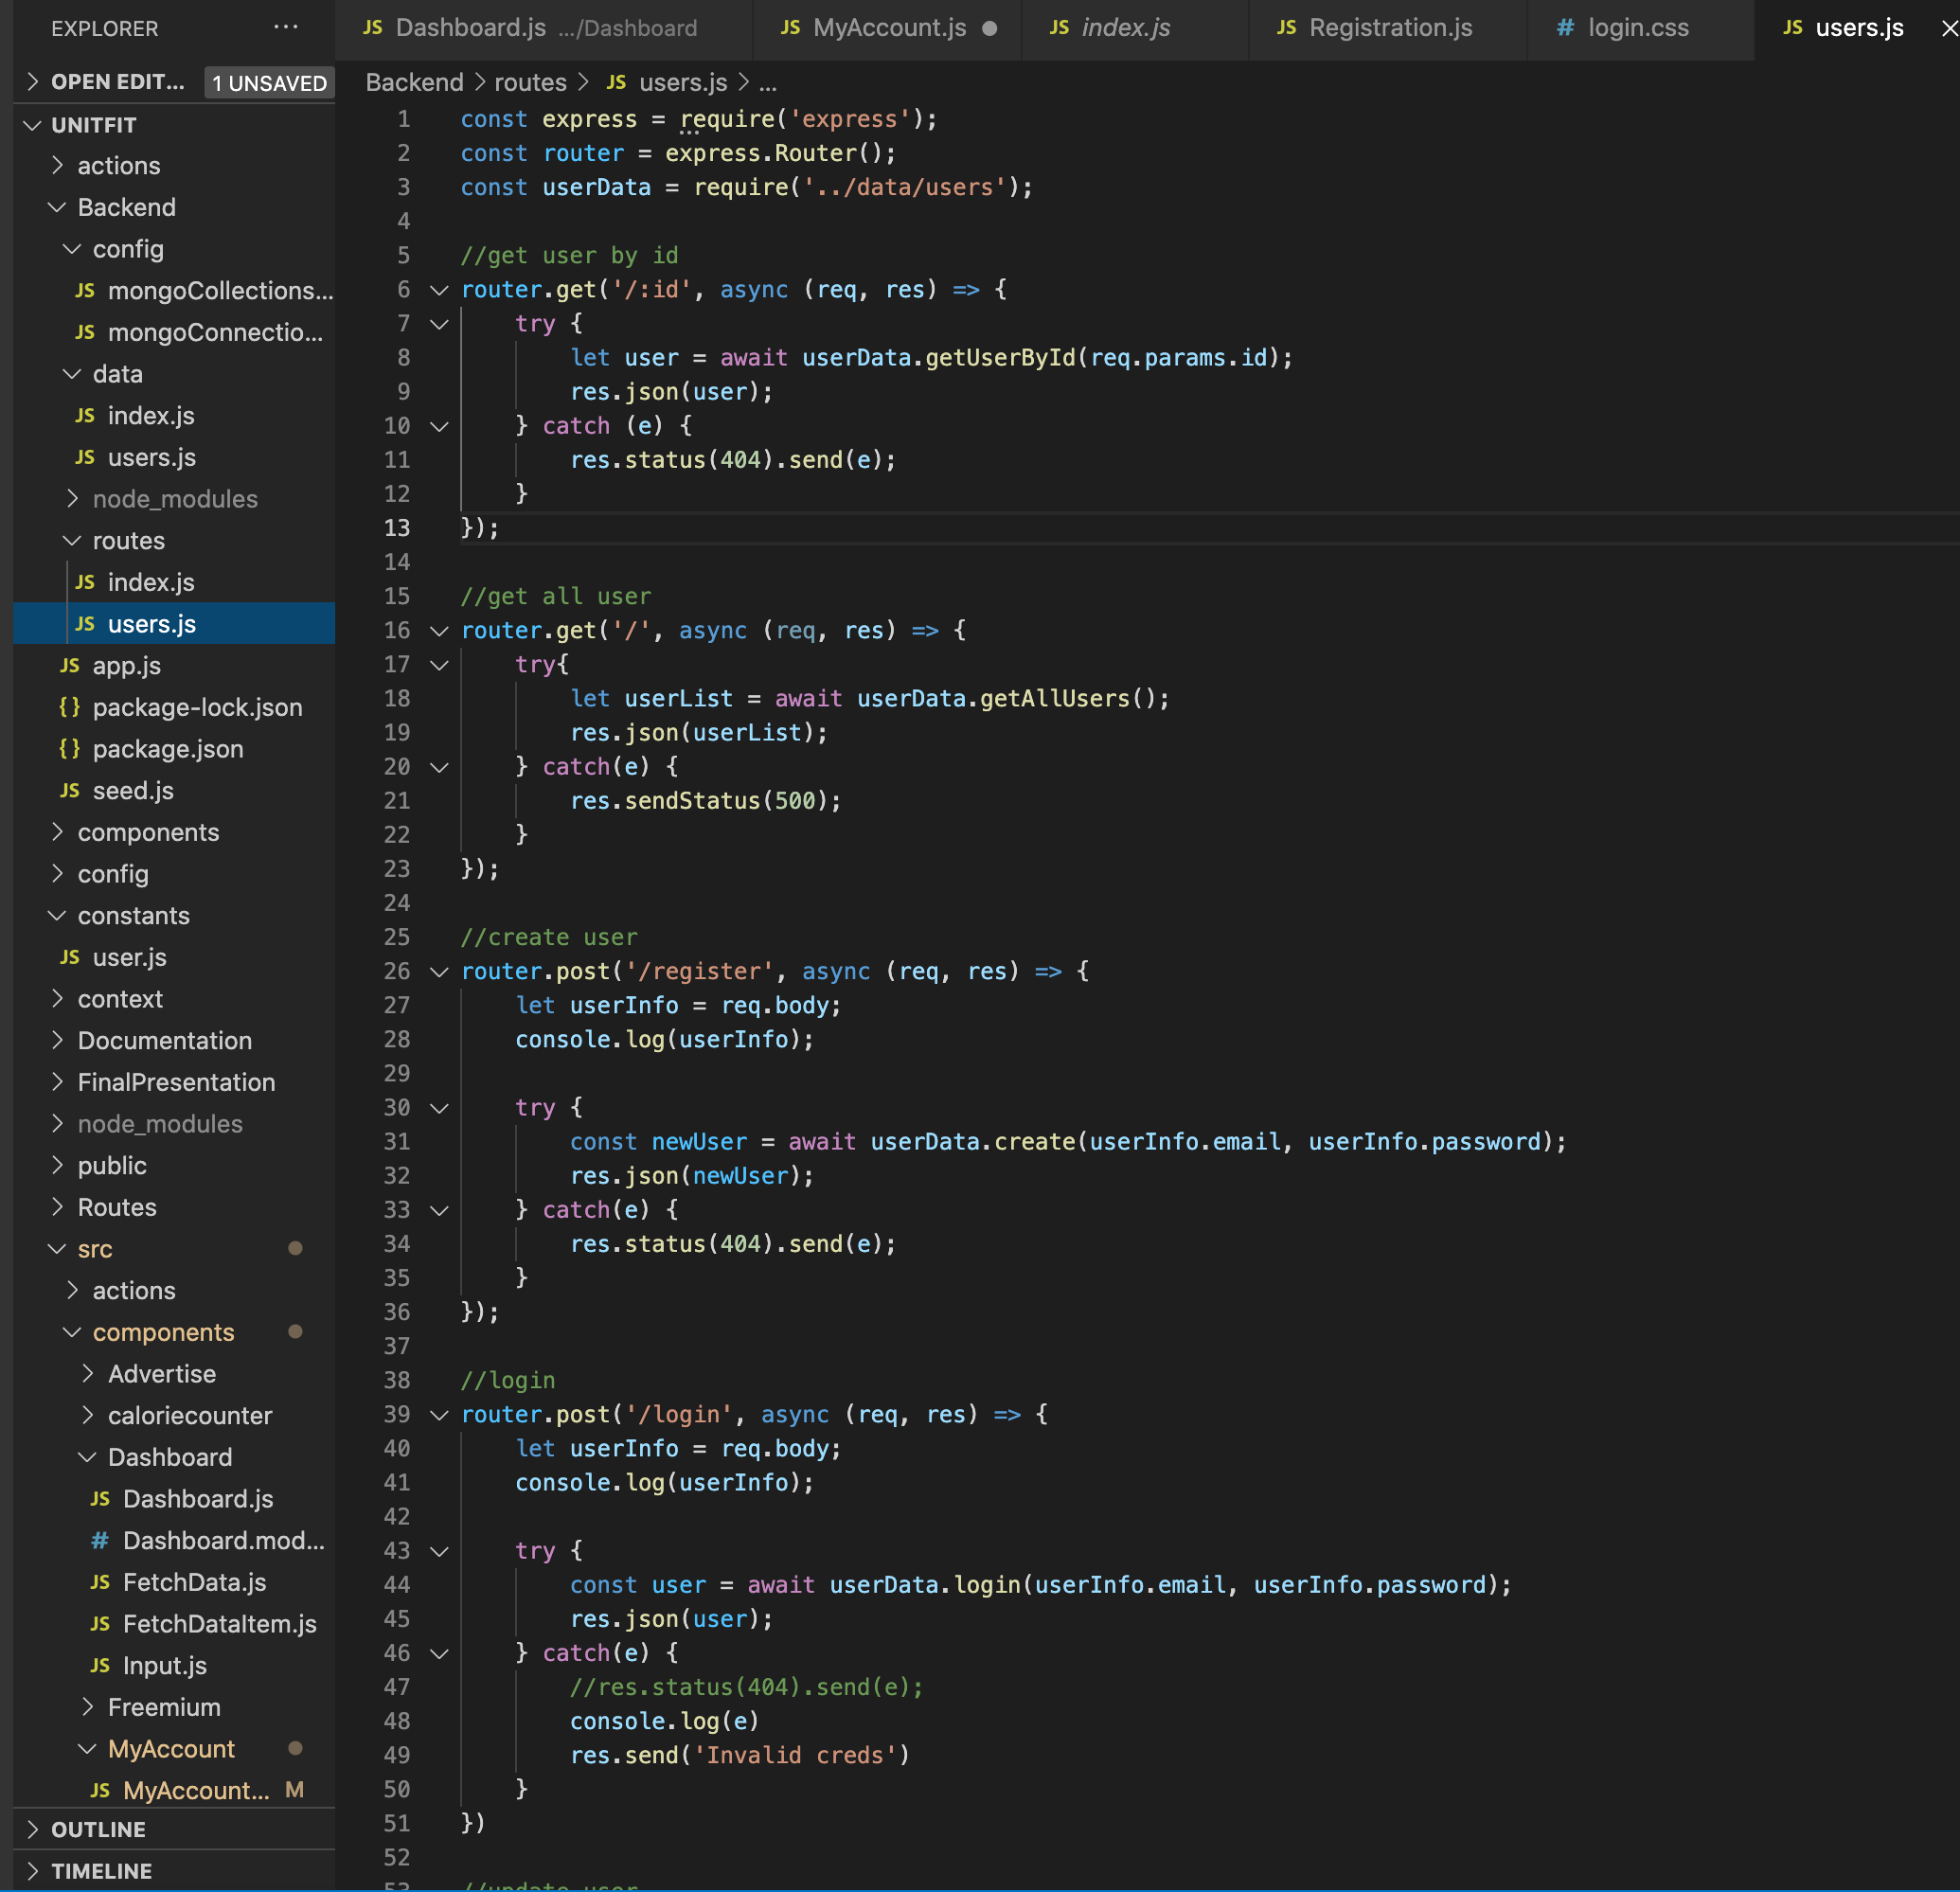 EXPLORER ...
OPEN EDIT... 1 UNSAVED
UNITFIT
actions
Backend
config
JS mongoCollections...
JS mongoConnectio...
data
JS index.js
JS users.js
node_modules
routes
JS index.js
JS users.js
JS app.js
{} package-lock.json
{} package.json
JS seed.js
components
config
constants
JS user.js
context
Documentation
FinalPresentation
node_modules
public
Routes
src
actions
components
Advertise
caloriecounter
Dashboard
JS Dashboard.js
# Dashboard.mod...
JS FetchData.js
JS FetchDataItem.js
JS Input.js
Freemium
MyAccount
JS MyAccount... M
OUTLINE
TIMELINE
JS Dashboard.js .../Dashboard JS MyAccount.js JS index.js JS Registration.js # login.css JS users.js
Backend > routes > JS users.js > ...
1 const express = require('express');
2 const router = express.Router();
3 const userData = require('../data/users');
4
5 //get user by id
6 router.get('/:id', async (req, res) => {
7 try {
8 let user = await userData.getUserById(req.params.id);
9 res.json(user);
10 } catch (e) {
11 res.status(404).send(e);
12 }
13 });
14
15 //get all user
16 router.get('/', async (req, res) => {
17 try{
18 let userList = await userData.getAllUsers();
19 res.json(userList);
20 } catch(e) {
21 res.sendStatus(500);
22 }
23 });
24
25 //create user
26 router.post('/register', async (req, res) => {
27 let userInfo = req.body;
28 console.log(userInfo);
29
30 try {
31 const newUser = await userData.create(userInfo.email, userInfo.password);
32 res.json(newUser);
33 } catch(e) {
34 res.status(404).send(e);
35 }
36 });
37
38 //login
39 router.post('/login', async (req, res) => {
40 let userInfo = req.body;
41 console.log(userInfo);
42
43 try {
44 const user = await userData.login(userInfo.email, userInfo.password);
45 res.json(user);
46 } catch(e) {
47 //res.status(404).send(e);
48 console.log(e)
49 res.send('Invalid creds')
50 }
51 })
52
53 //update user